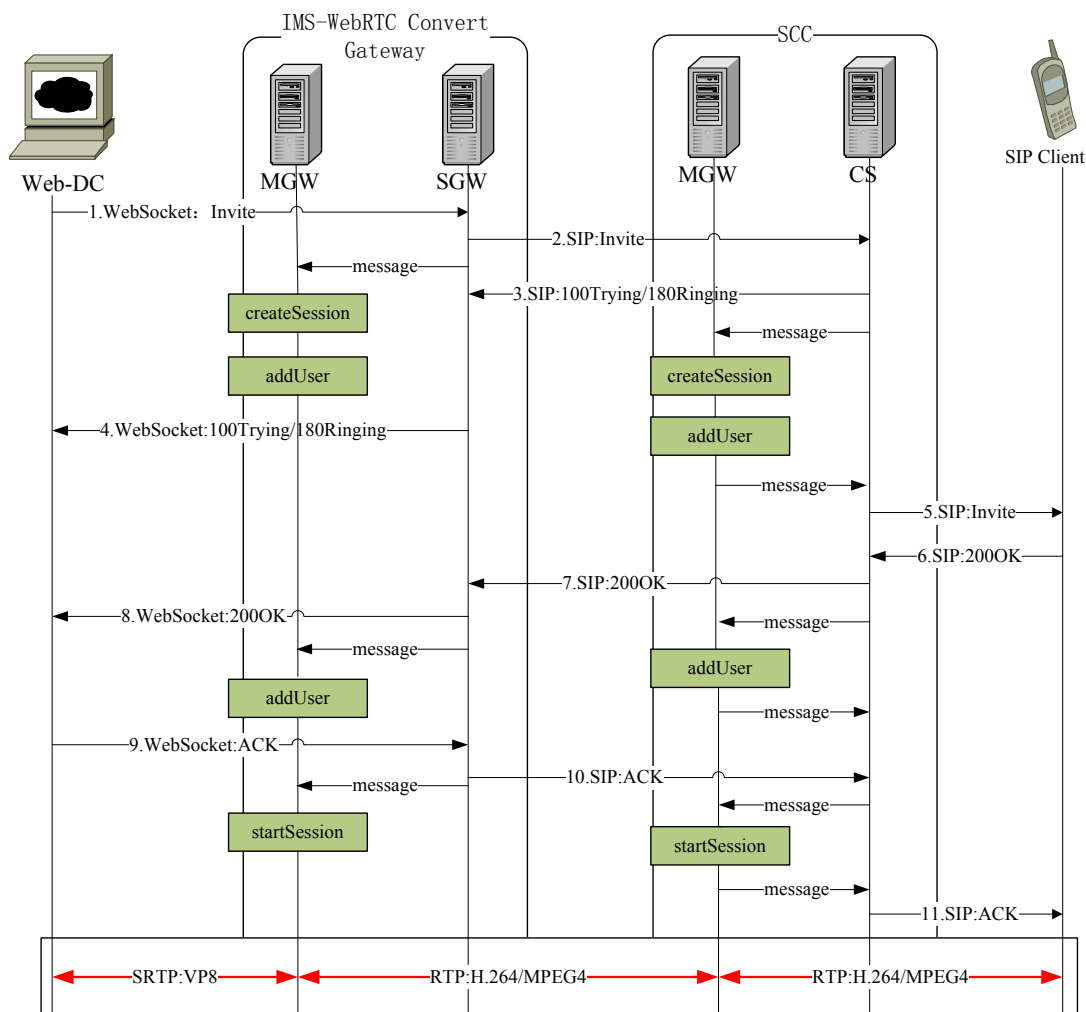 IMS-WebRTC Convert
Gateway
SCC
Web-DC
MGW
SGW
MGW
CS
SIP Client
1.WebSocket：Invite
2.SIP:Invite
message
3.SIP:100Trying/180Ringing
createSession
message
addUser
createSession
4.WebSocket:100Trying/180Ringing
addUser
message
5.SIP:Invite
6.SIP:200OK
7.SIP:200OK
8.WebSocket:200OK
message
message
addUser
addUser
message
9.WebSocket:ACK
10.SIP:ACK
message
message
startSession
startSession
message
11.SIP:ACK
SRTP:VP8
RTP:H.264/MPEG4
RTP:H.264/MPEG4